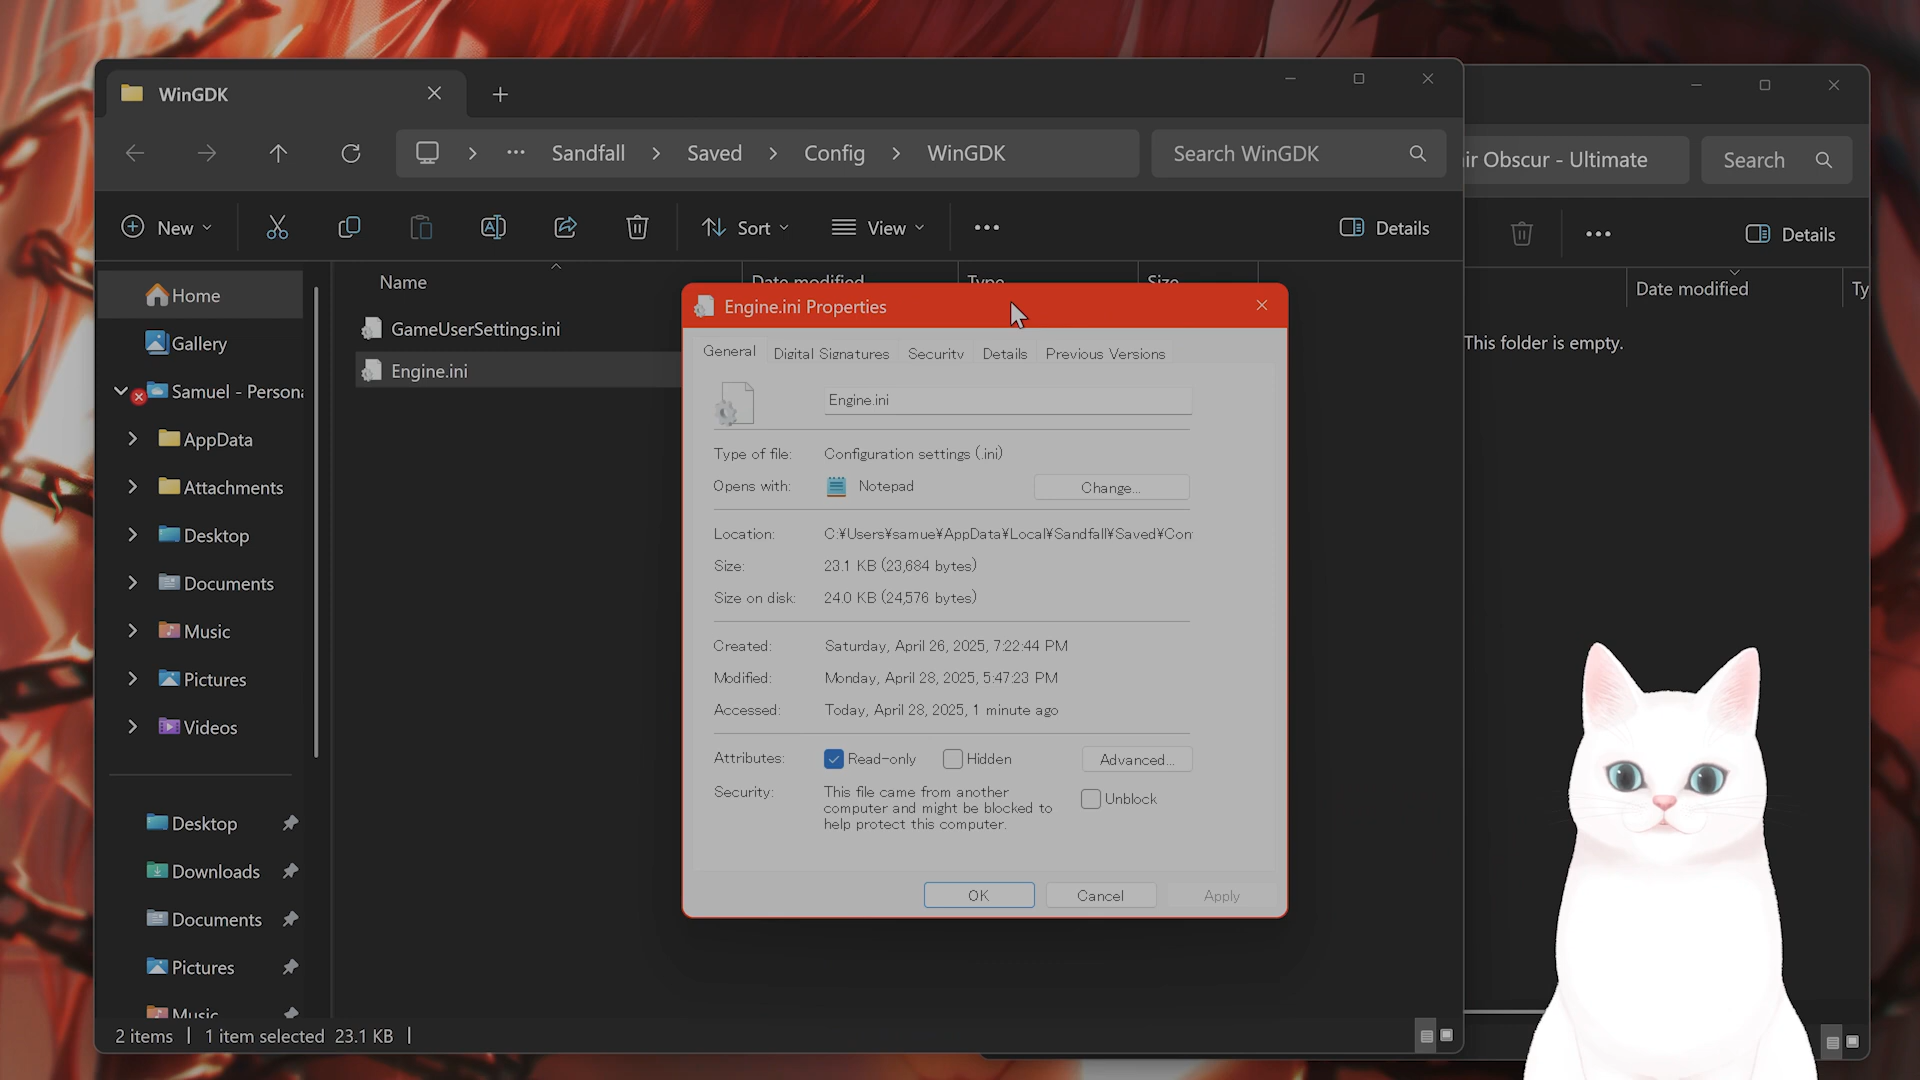 WinGDK
Sandfall
Saved
Config
WinGDK
Search WinGDK
New
Sort
View
Details
Home
Gallery
Samuel - Persona
AppData
Attachments
Desktop
Documents
Music
Pictures
Videos
Desktop
Downloads
Documents
Pictures
Music
Name
Date modified
Type
Size
GameUserSettings.ini
Engine.ini
2 items
1 item selected 23.1 KB
Engine.ini Properties
General
Digital Signatures
Security
Details
Previous Versions
Engine.ini
Type of file:
Configuration settings (.ini)
Opens with:
Notepad
Change...
Location:
C:¥Users¥samue¥AppData¥Local¥Sandfall¥Saved¥Con
Size:
23.1 KB (23,684 bytes)
Size on disk:
24.0 KB (24,576 bytes)
Created:
Saturday, April 26, 2025, 7:22:44 PM
Modified:
Monday, April 28, 2025, 5:47:23 PM
Accessed:
Today, April 28, 2025, 1 minute ago
Attributes:
Read-only
Hidden
Advanced...
Security:
This file came from another
computer and might be blocked to
help protect this computer.
Unblock
OK
Cancel
Apply
ir Obscur - Ultimate
Search
Details
Date modified
Ty
This folder is empty.